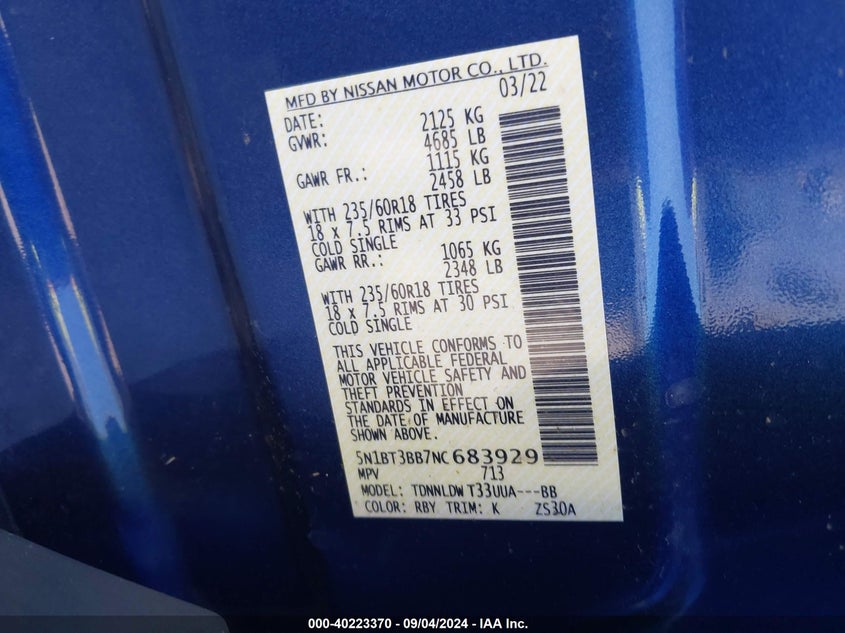 MFD BY NISSAN MOTOR CO., LTD.
DATE: 03/22
GVWR: 2125 KG
4685 LB
GAWR FR.: 1115 KG
2458 LB
WITH 235/60R18 TIRES
18 x 7.5 RIMS AT 33 PSI
COLD SINGLE
GAWR RR.: 1065 KG
2348 LB
WITH 235/60R18 TIRES
18 x 7.5 RIMS AT 30 PSI
COLD SINGLE
THIS VEHICLE CONFORMS TO
ALL APPLICABLE FEDERAL
MOTOR VEHICLE SAFETY AND
THEFT PREVENTION
STANDARDS IN EFFECT ON
THE DATE OF MANUFACTURE
SHOWN ABOVE.
5N1BT3BB7NC683929
MPV 713
MODEL: TDNNLDW T33UUA---BB
COLOR: RBY TRIM: K ZS30A
000-40223370 - 09/04/2024 - IAA Inc.